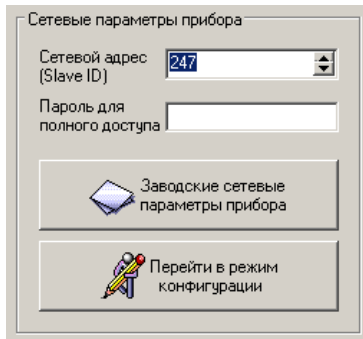 Сетевые параметры прибора
Сетевой адрес
(Slave ID)
247
Пароль для
полного доступа
Заводские сетевые
параметры прибора
Перейти в режим
конфигурации